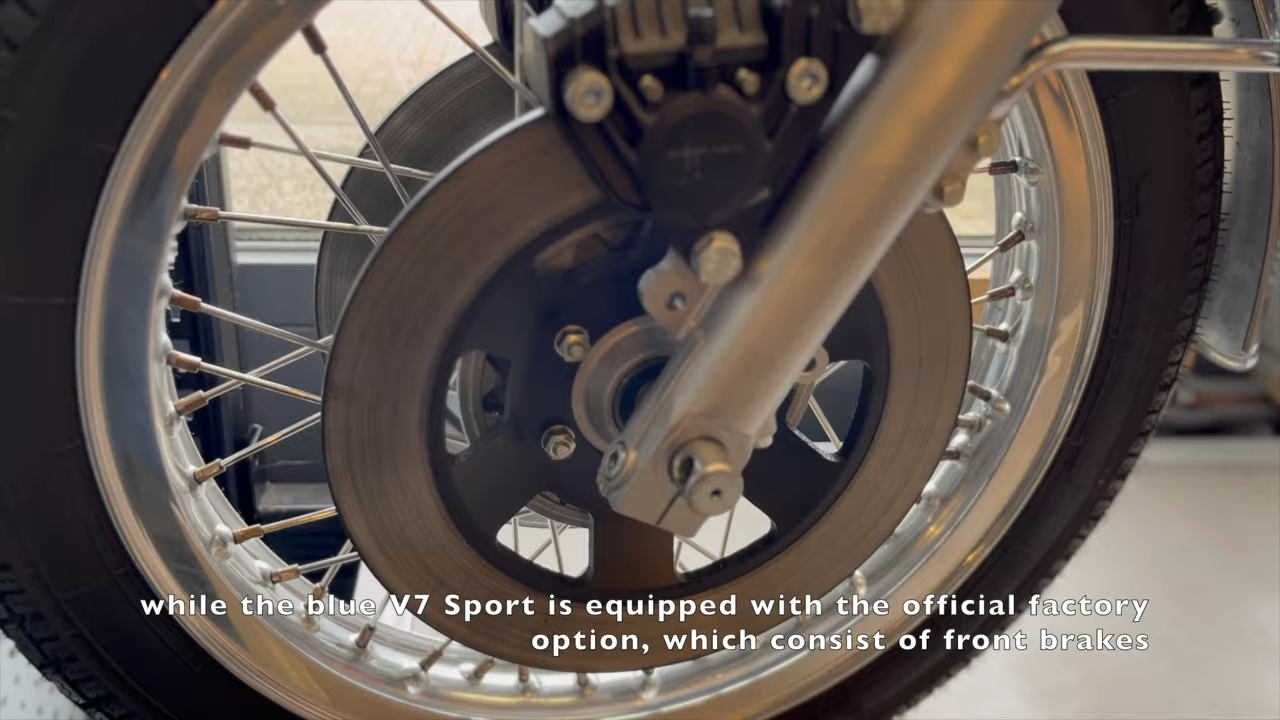 while the blue V7 Sport is equipped with the official factory
option, which consist of front brakes